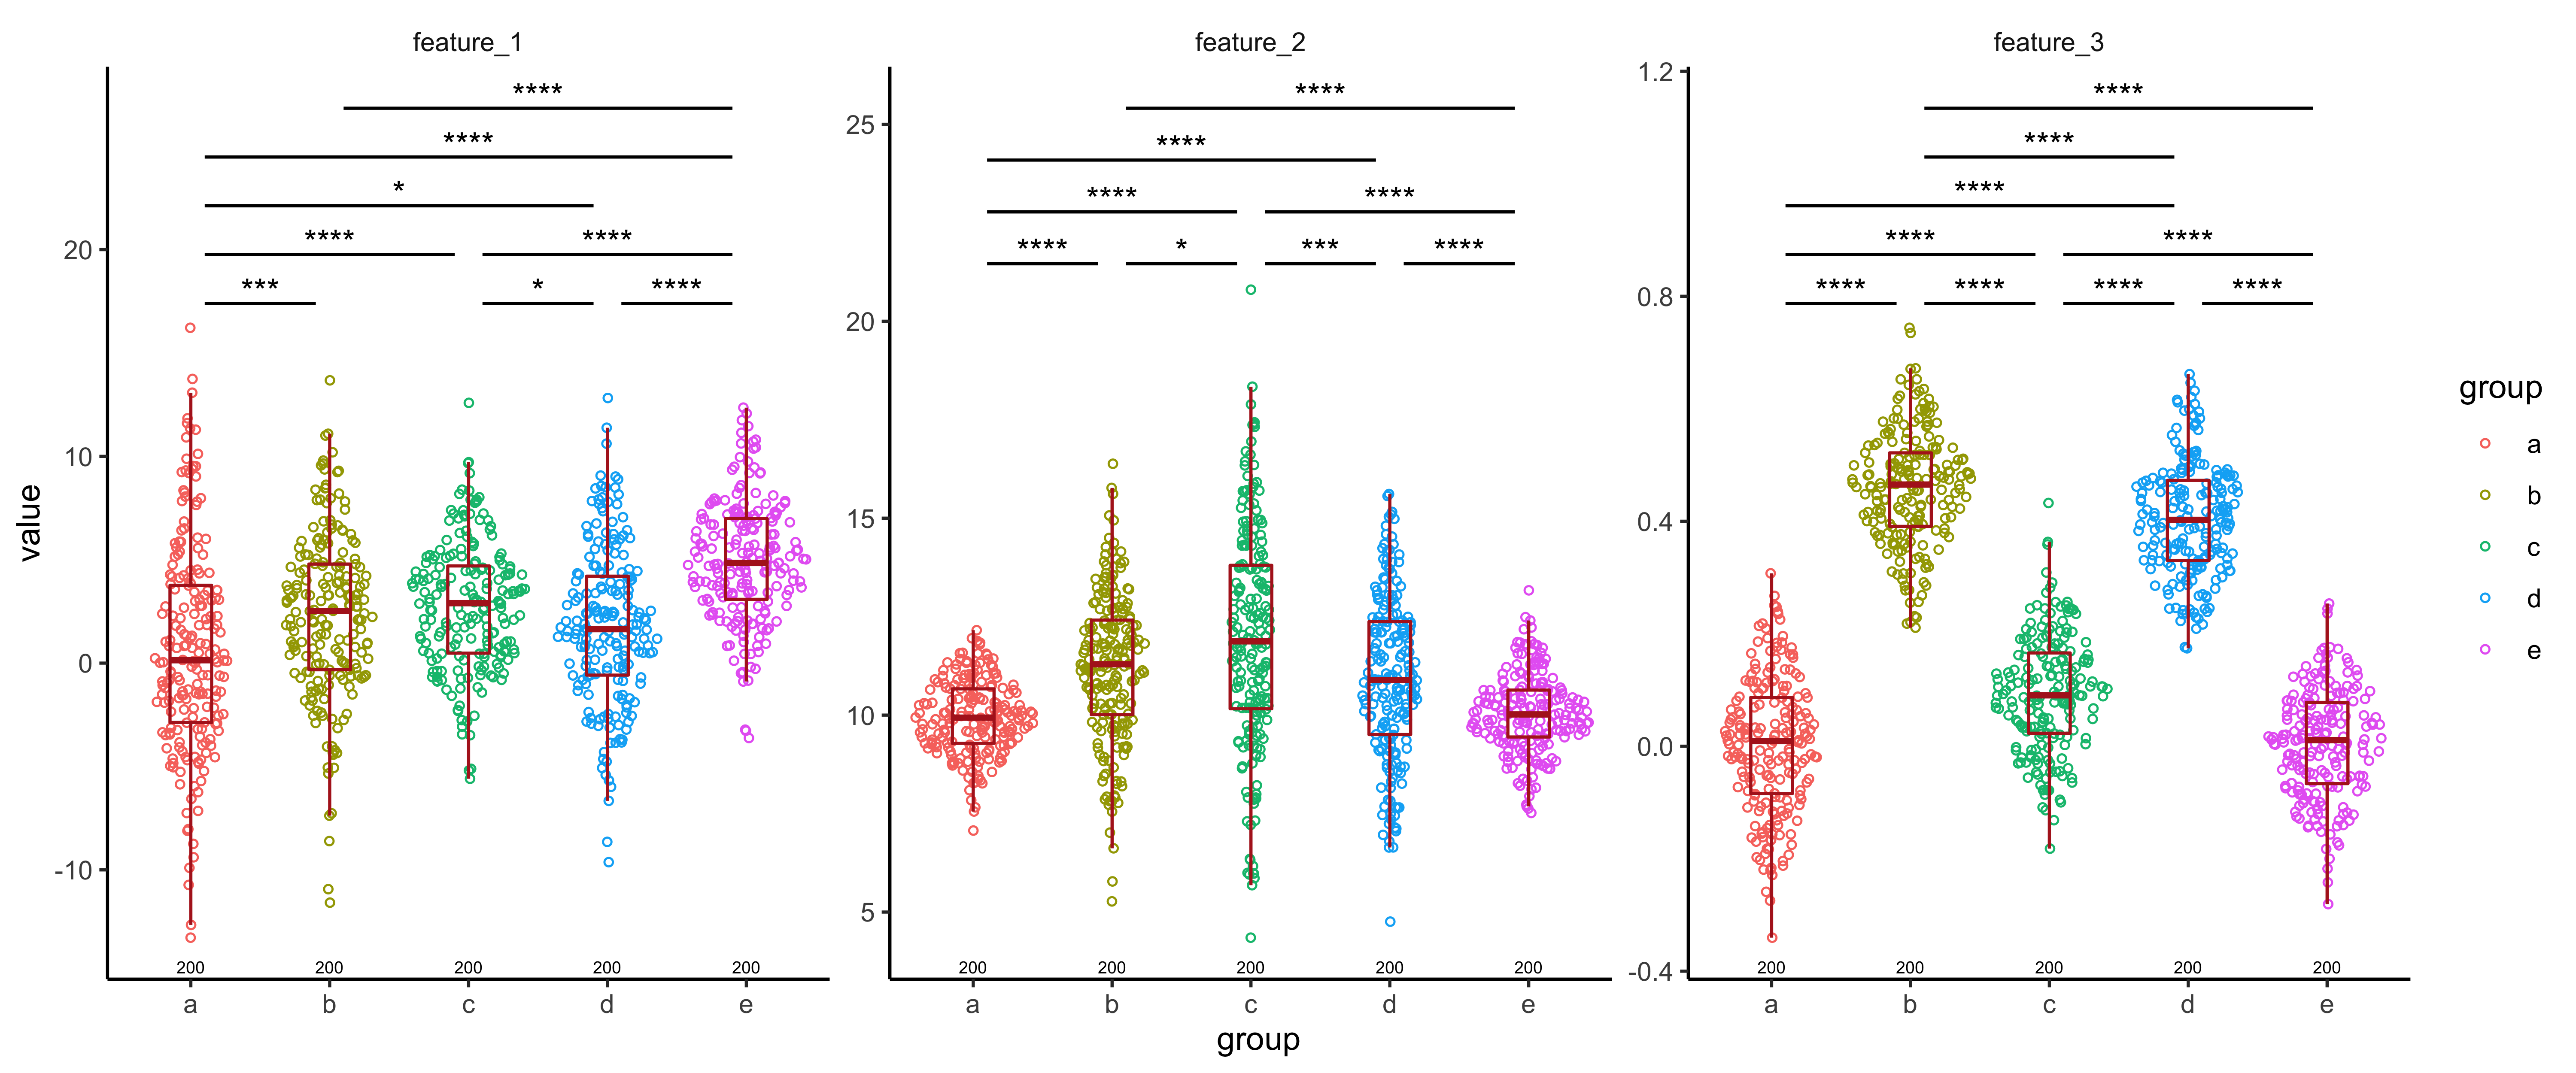 feature_1 feature_2 feature_3
value
**** **** ****
**** **** ****
* **** **** ****
**** **** **** ****
*** * **** **** * *** **** **** **** **** ****
20
10
0
-10
25
20
15
10
5
1.2
0.8
0.4
0.0
-0.4
200 200 200 200 200 200 200 200 200 200 200 200 200 200 200
a b c d e a b c d e a b c d e
group
group
a
b
c
d
e